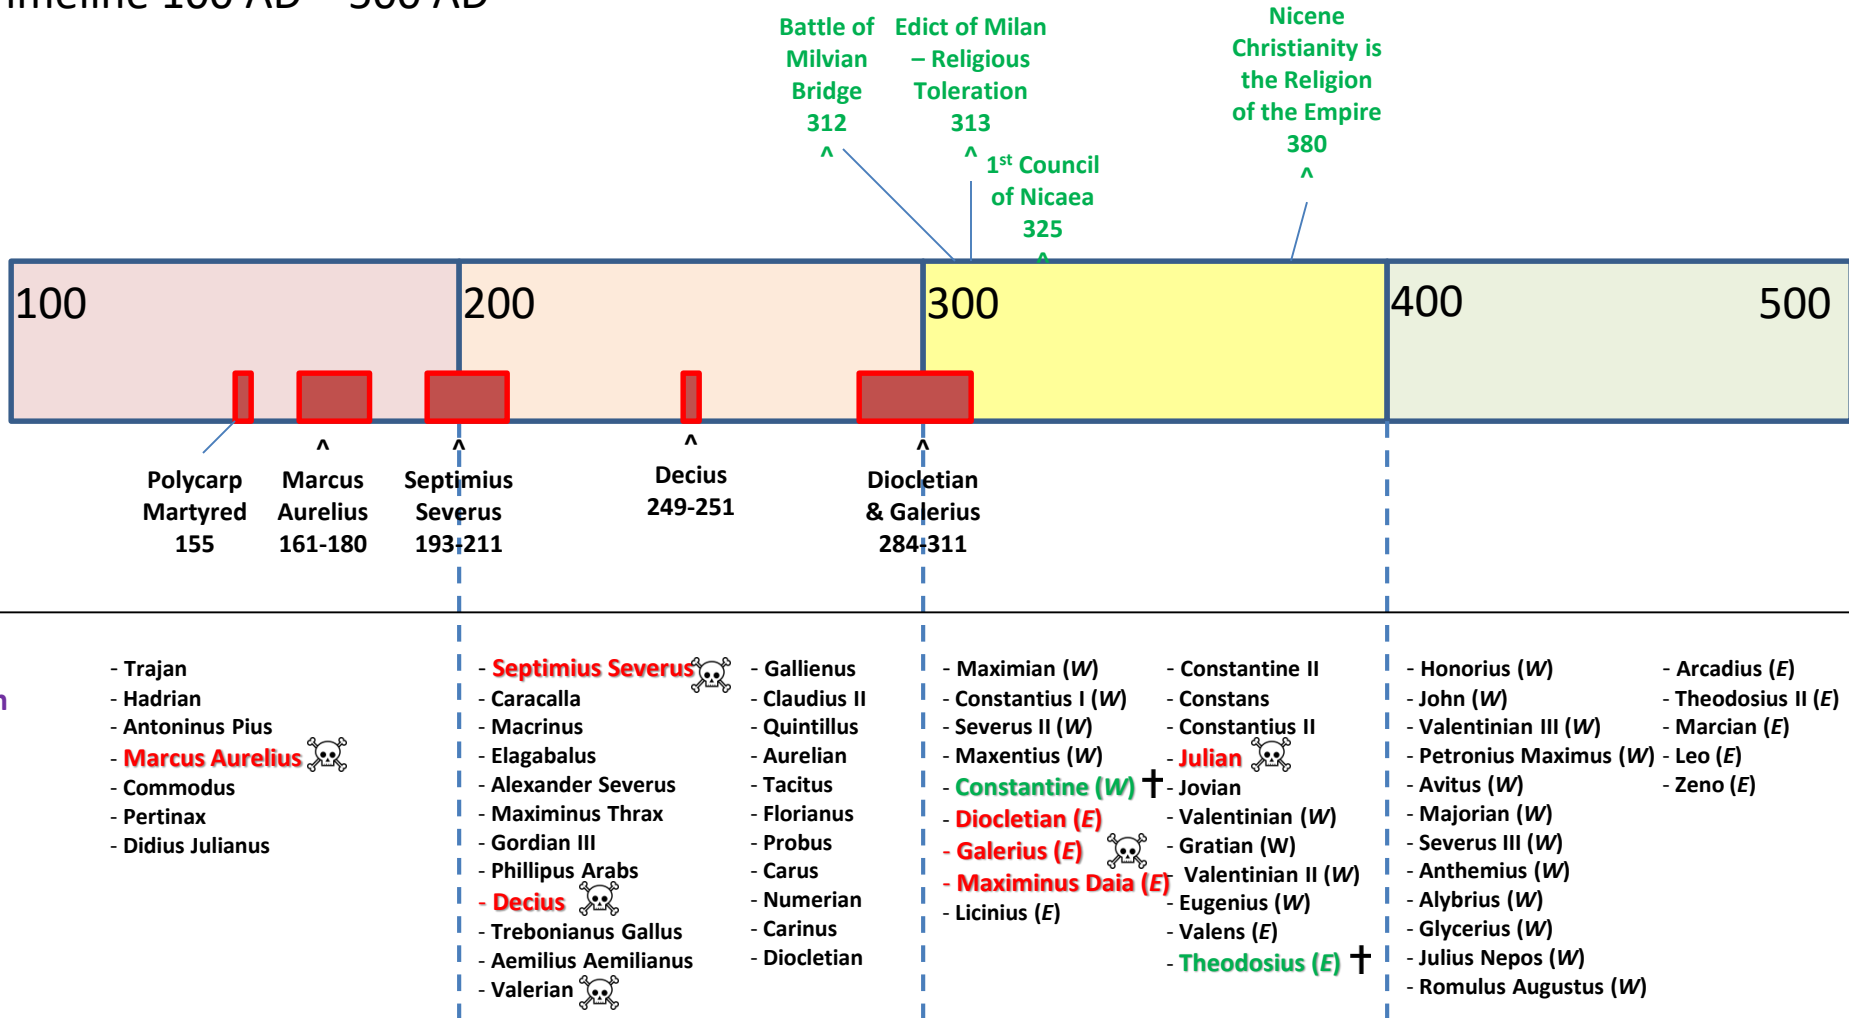 Timeline 100 AD – 500 AD
Battle of
Milvian
Bridge
312
^
Edict of Milan
– Religious
Toleration
313
^
1st Council
of Nicaea
325
^
Nicene
Christianity is
the Religion
of the Empire
380
^
100
200
300
400
500
Polycarp
Martyred
155
^
Marcus
Aurelius
161-180
^
Septimius
Severus
193-211
^
Decius
249-251
^
Diocletian
& Galerius
284-311
- Trajan
- Hadrian
- Antoninus Pius
- Marcus Aurelius
- Commodus
- Pertinax
- Didius Julianus
- Septimius Severus
- Caracalla
- Macrinus
- Elagabalus
- Alexander Severus
- Maximinus Thrax
- Gordian III
- Phillipus Arabs
- Decius
- Trebonianus Gallus
- Aemilius Aemilianus
- Valerian
- Gallienus
- Claudius II
- Quintillus
- Aurelian
- Tacitus
- Florianus
- Probus
- Carus
- Numerian
- Carinus
- Diocletian
- Maximian (W)
- Constantius I (W)
- Severus II (W)
- Maxentius (W)
- Constantine (W)
- Diocletian (E)
- Galerius (E)
- Maximinus Daia (E)
- Licinius (E)
- Constantine II
- Constans
- Constantius II
- Julian
- Jovian
- Valentinian (W)
- Gratian (W)
- Valentinian II (W)
- Eugenius (W)
- Valens (E)
- Theodosius (E)
- Honorius (W)
- John (W)
- Valentinian III (W)
- Petronius Maximus (W)
- Avitus (W)
- Majorian (W)
- Severus III (W)
- Anthemius (W)
- Alybrius (W)
- Glycerius (W)
- Julius Nepos (W)
- Romulus Augustus (W)
- Arcadius (E)
- Theodosius II (E)
- Marcian (E)
- Leo (E)
- Zeno (E)